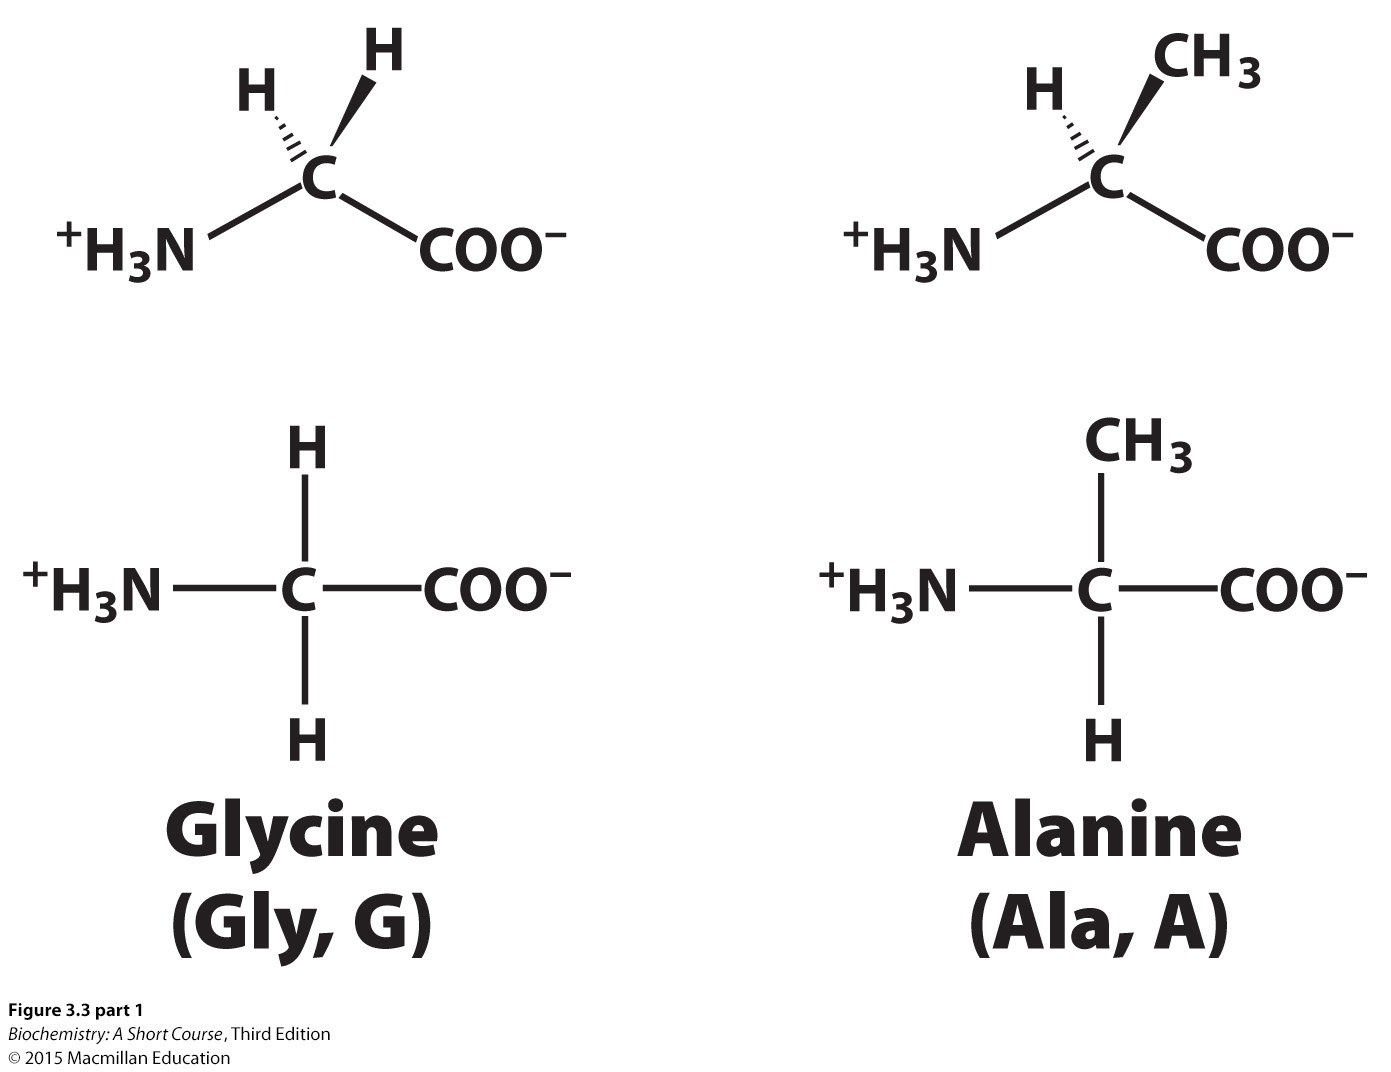 H H
H CH₃
C C
⁺H₃N COO⁻ ⁺H₃N COO⁻
H CH₃
⁺H₃N C COO⁻ ⁺H₃N C COO⁻
H H
Glycine Alanine
(Gly, G) (Ala, A)
Figure 3.3 part 1
Biochemistry: A Short Course, Third Edition
© 2015 Macmillan Education